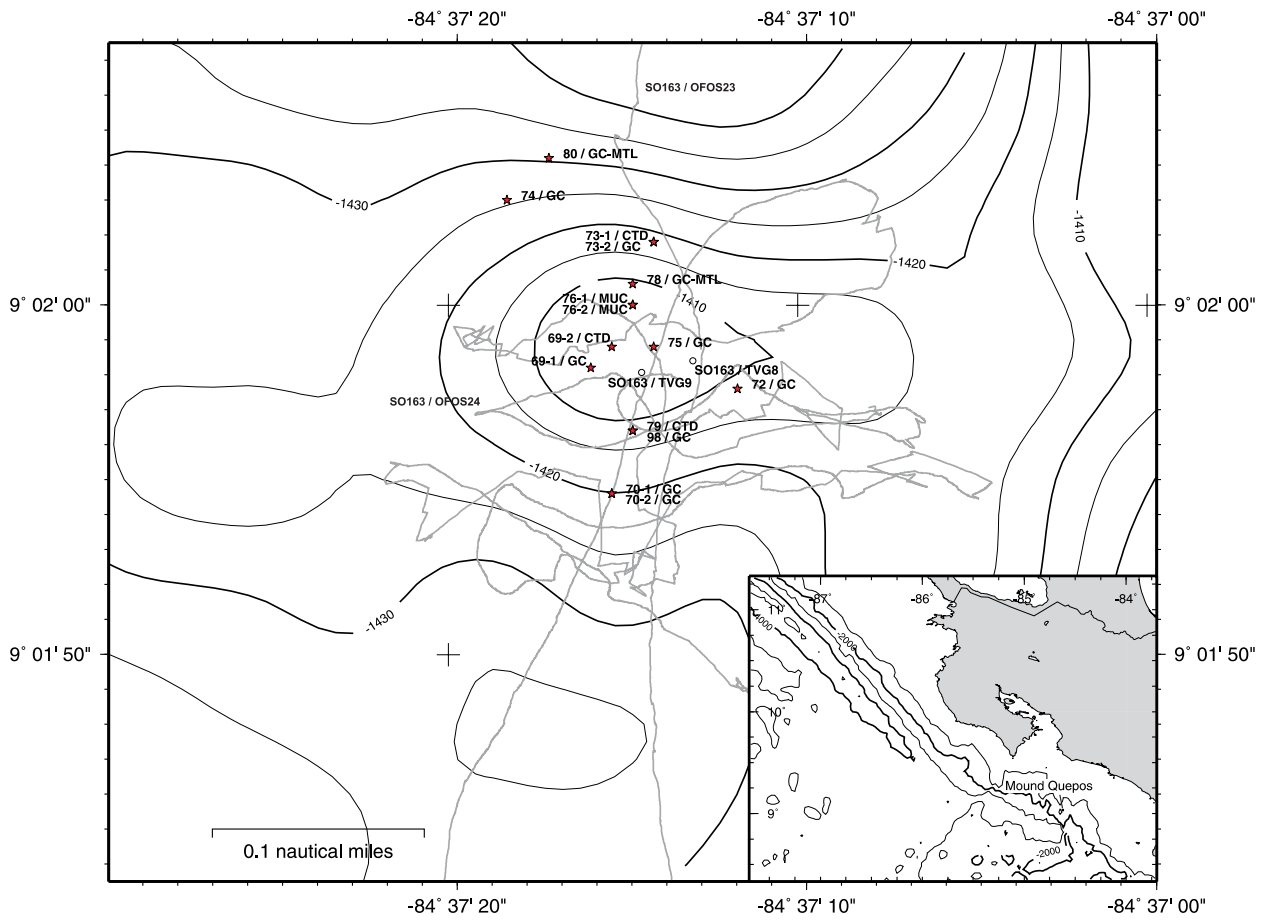 -84˚ 37' 20"
-84˚ 37' 10"
-84˚ 37' 00"
SO163 / OFOS23
80 / GC-MTL
74 / GC
-1430
-1410
73-1 / CTD
73-2 / GC
-1420
78 / GC-MTL
9˚ 02' 00"
76-1 / MUC
76-2 / MUC
-1410
9˚ 02' 00"
69-2 / CTD
75 / GC
69-1 / GC
SO163 / TVG8
SO163 / TVG9
72 / GC
SO163 / OFOS24
79 / CTD
98 / GC
-1420
70-1 / GC
70-2 / GC
-1430
9˚ 01' 50"
9˚ 01' 50"
-87˚
-86˚
-85˚
-84˚
11˚
-4000
-2000
10˚
Mound Quepos
9˚
-2000
0.1 nautical miles
-84˚ 37' 20"
-84˚ 37' 10"
-84˚ 37' 00"